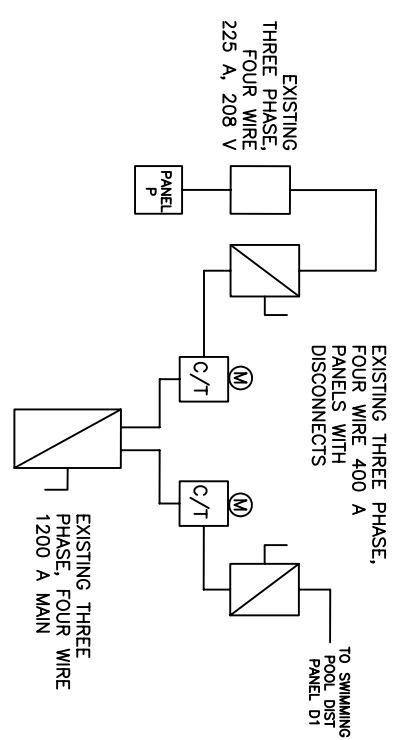 EXISTING
THREE PHASE,
FOUR WIRE
225 A, 208 V
PANEL
P
EXISTING THREE PHASE,
FOUR WIRE 400 A
PANELS WITH
DISCONNECTS
C/T
M
C/T
M
TO SWIMMING
POOL DIST
PANEL D1
EXISTING THREE
PHASE, FOUR WIRE
1200 A MAIN